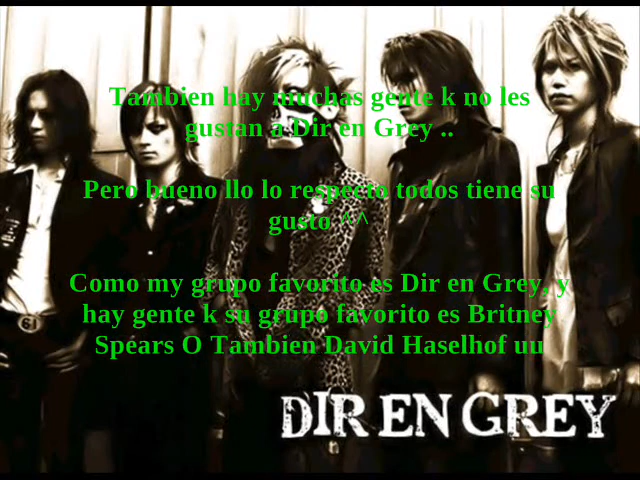 Tambien hay muchas gente k no les
gustan a Dir en Grey ..
Pero bueno llo lo respecto todos tiene su
gusto ^^
Como my grupo favorito es Dir en Grey, y
hay gente k su grupo favorito es Britney
Spears O Tambien David Haselhof uu
DIR EN GREY
61